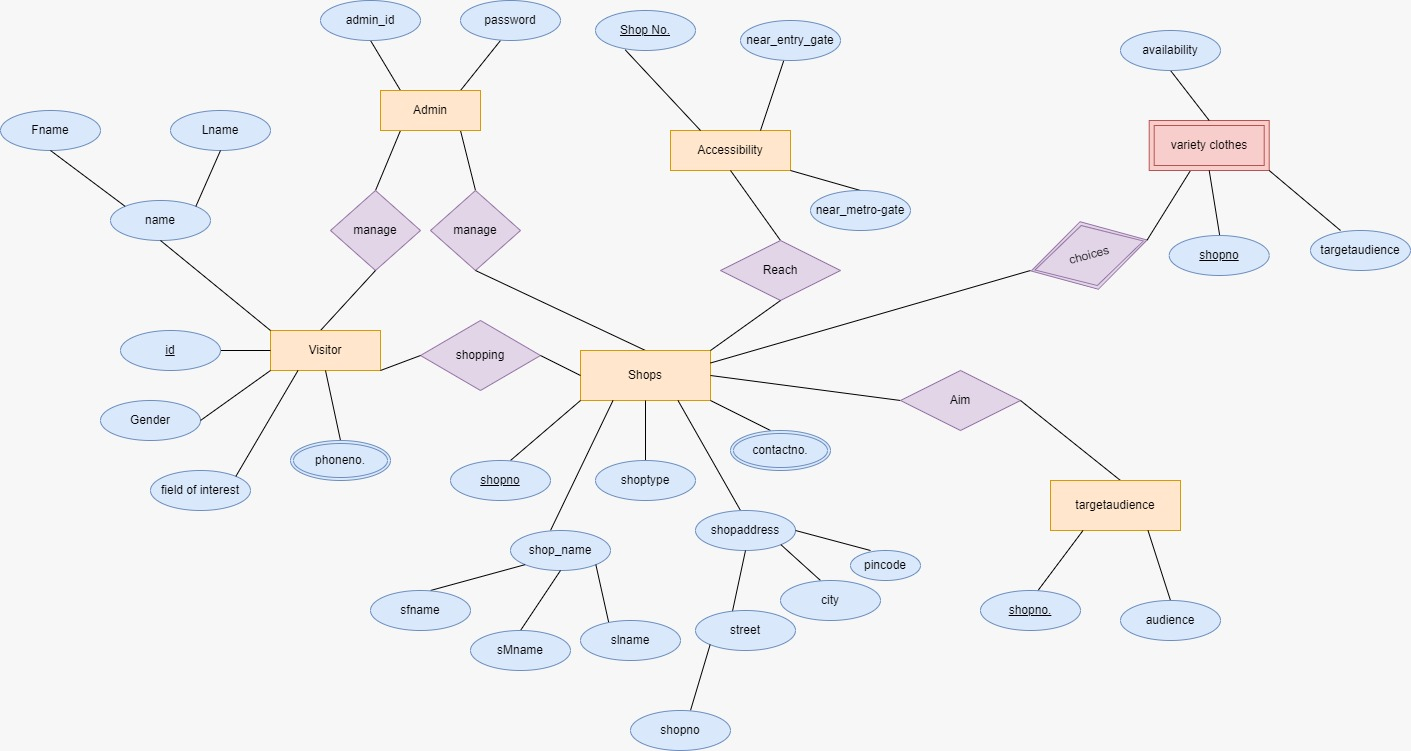 admin_id
password
Shop No.
near_entry_gate
availability
Admin
Fname
Lname
Accessibility
variety clothes
name
near_metro-gate
manage
manage
choices
shopno
targetaudience
Reach
id
Visitor
shopping
Shops
Aim
Gender
phoneno.
contactno.
field of interest
shopno
shoptype
targetaudience
shop_name
shopaddress
pincode
sfname
city
shopno.
audience
sMname
slname
street
shopno